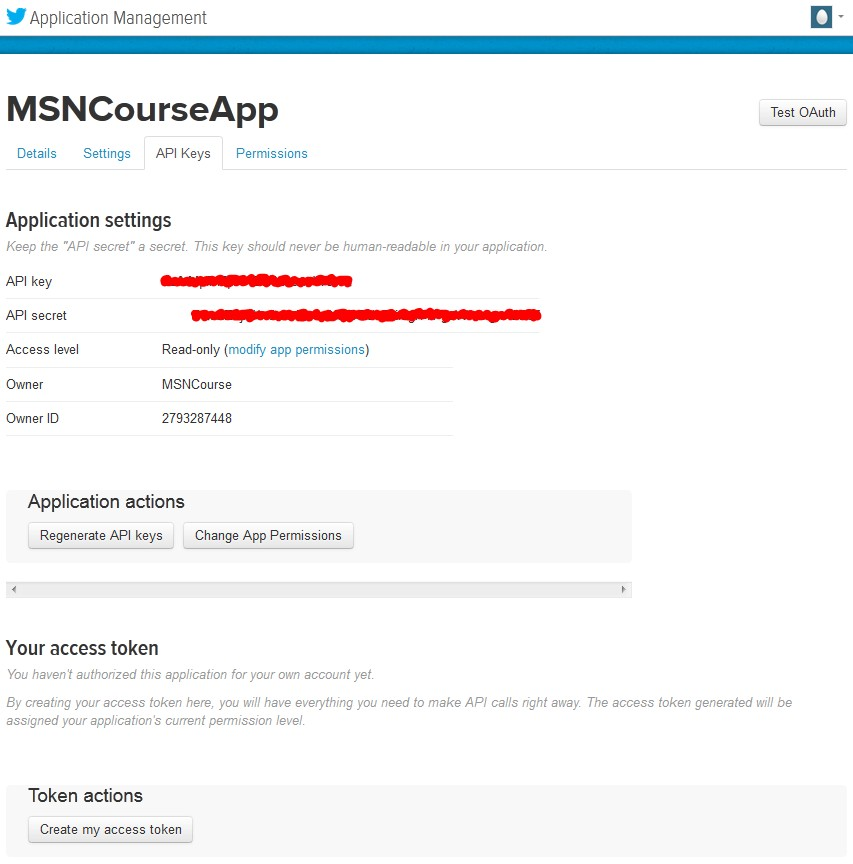 Application Management
MSNCourseApp
Test OAuth
Details Settings API Keys Permissions
Application settings
Keep the "API secret" a secret. This key should never be human-readable in your application.
API key
API secret
Access level Read-only (modify app permissions)
Owner MSNCourse
Owner ID 2793287448
Application actions
Regenerate API keys Change App Permissions
Your access token
You haven't authorized this application for your own account yet.
By creating your access token here, you will have everything you need to make API calls right away. The access token generated will be
assigned your application's current permission level.
Token actions
Create my access token